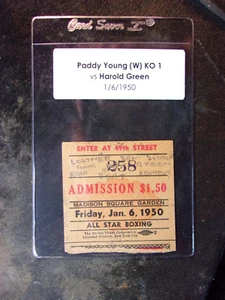 Card Saver I
Paddy Young (W) KO 1
vs Harold Green
1/6/1950
ENTER AT 49th STREET
258
ADMISSION $1,50
MADISON SQUARE GARDEN
Friday, Jan. 6, 1950
ALL STAR BOXING